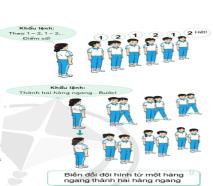 Khẩu lệnh:
Theo 1 – 2, 1 – 2...
Điểm số!
1 2 1 2 1 2 Hết!
Khẩu lệnh:
Thành hai hàng ngang - Bước!
Biến đổi đội hình từ một hàng
ngang thành hai hàng ngang